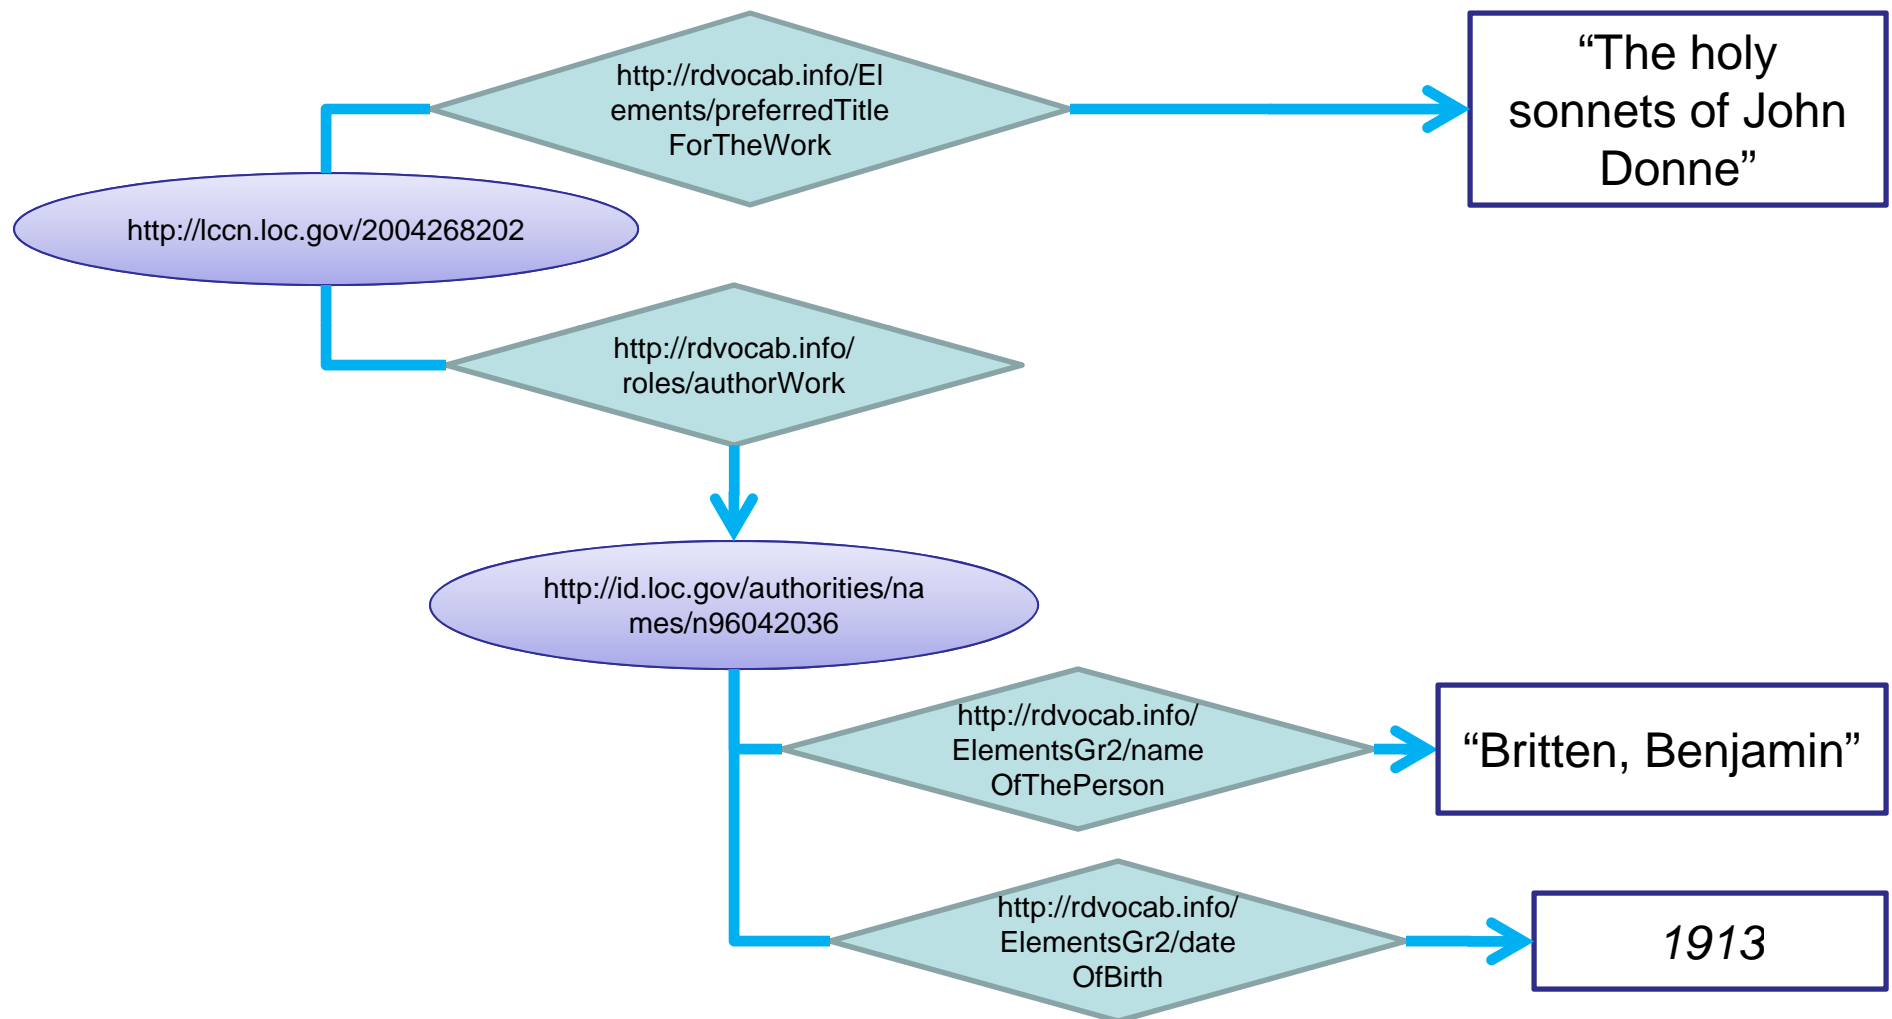 http://rdvocab.info/El
ements/preferredTitle
ForTheWork
“The holy
sonnets of John
Donne”
http://lccn.loc.gov/2004268202
http://rdvocab.info/
roles/authorWork
http://id.loc.gov/authorities/na
mes/n96042036
http://rdvocab.info/
ElementsGr2/name
OfThePerson
“Britten, Benjamin”
http://rdvocab.info/
ElementsGr2/date
OfBirth
1913